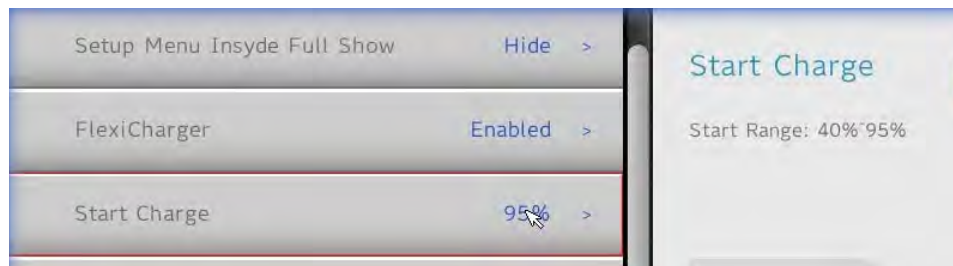 Setup Menu Insyde Full Show Hide >
FlexiCharger Enabled >
Start Charge 95% >
Start Charge
Start Range: 40%~95%